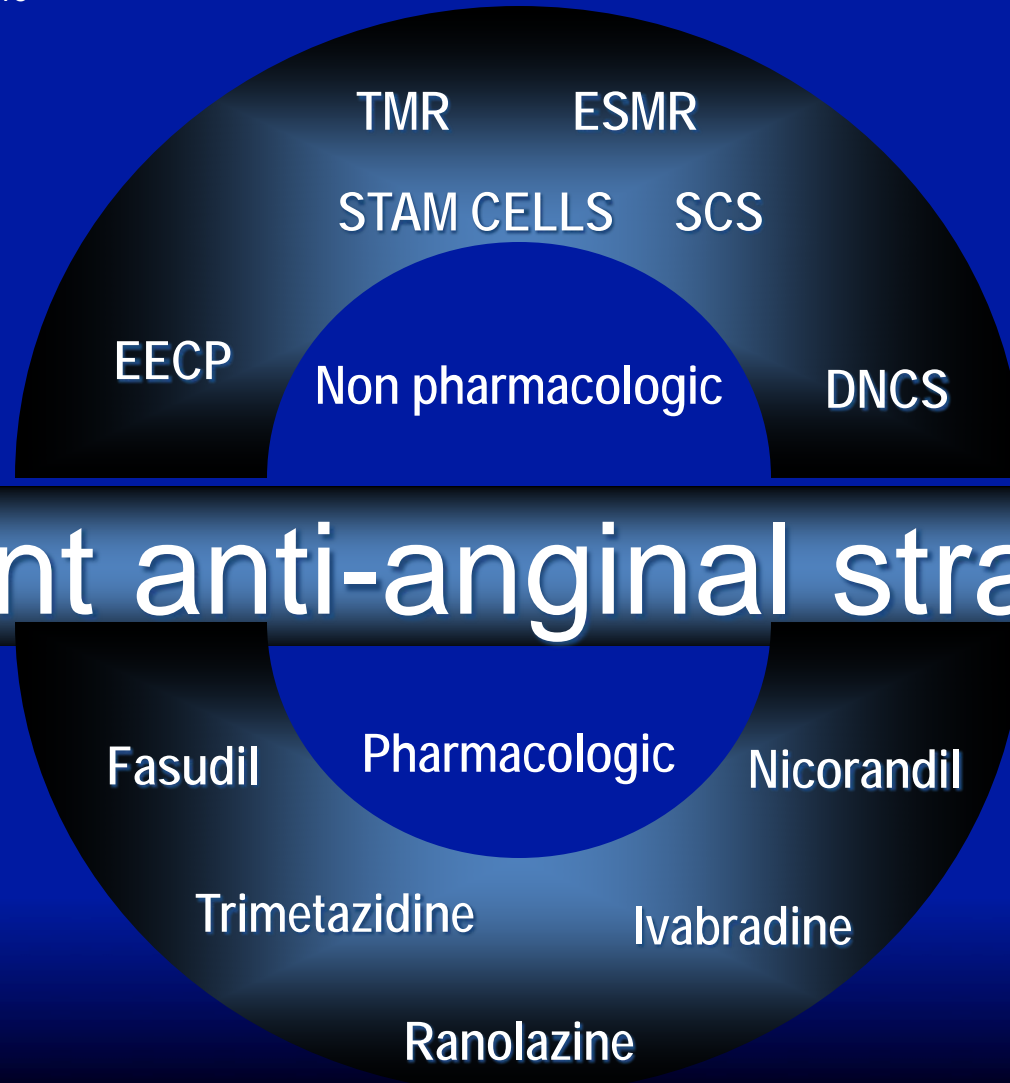 TMR ESMR
STAM CELLS SCS
EECP
Non pharmacologic
DNCS
nt anti-anginal stra
Pharmacologic
Fasudil
Nicorandil
Trimetazidine
Ivabradine
Ranolazine